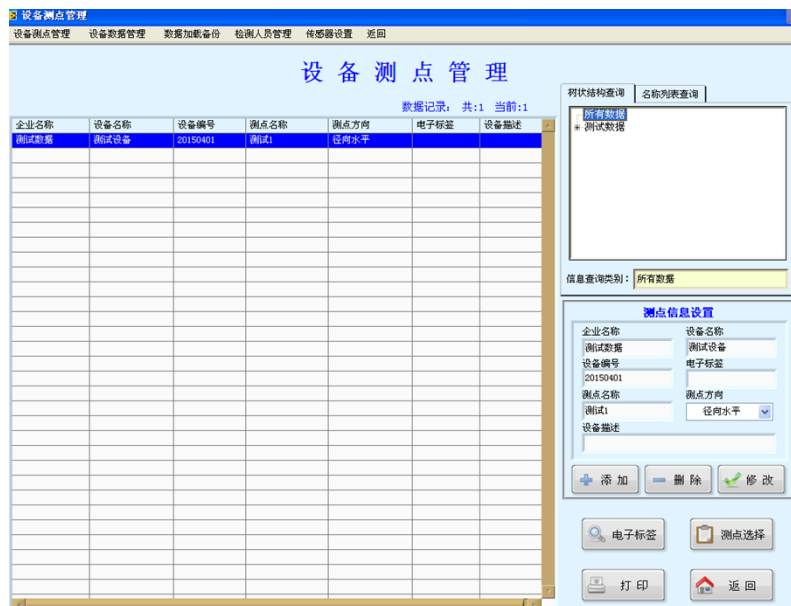 设备测点管理
设备测点管理 设备数据管理 数据加载备份 检测人员管理 传感器设置 返回
设备测点管理
数据记录: 共:1 当前:1
企业名称 设备名称 设备编号 测点名称 测点方向 电子标签 设备描述
测试数据 测试设备 20150401 测试1 径向水平
树状结构查询 名称列表查询
所有数据
测试数据
信息查询类别: 所有数据
测点信息设置
企业名称 设备名称
测试数据 测试设备
设备编号 电子标签
20150401
测点名称 测点方向
测试1 径向水平
设备描述
添加 删除 修改
电子标签 测点选择
打印 返回